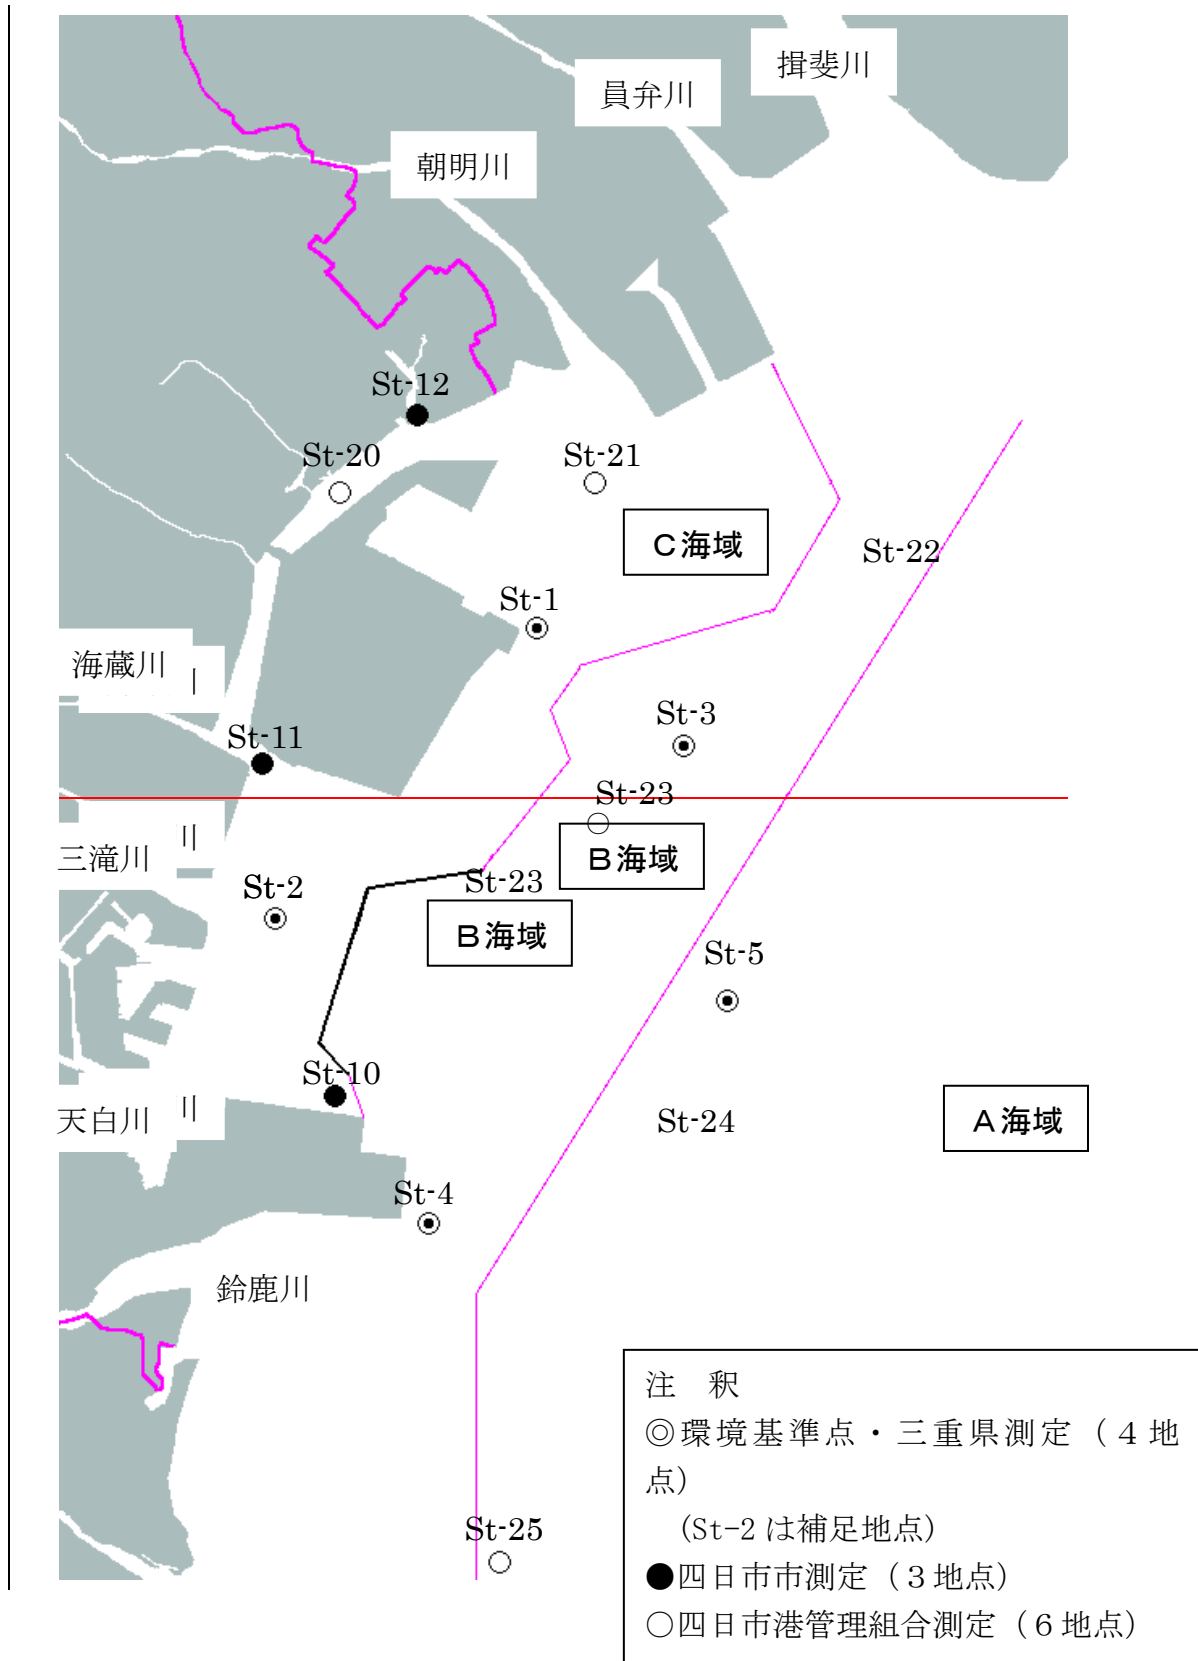 揖斐川
員弁川
朝明川
St-12
St-20
St-21
C海域
St-22
St-1
海蔵川
川
St-3
St-11
St-23
三滝川
川
B海域
St-2
St-23
B海域
St-5
St-10
天白川
川
St-24
A海域
St-4
鈴鹿川
注　釈
◎環境基準点・三重県測定（４地
点）
（St-2 は補足地点）
●四日市市測定（３地点）
○四日市港管理組合測定（６地点）
St-25